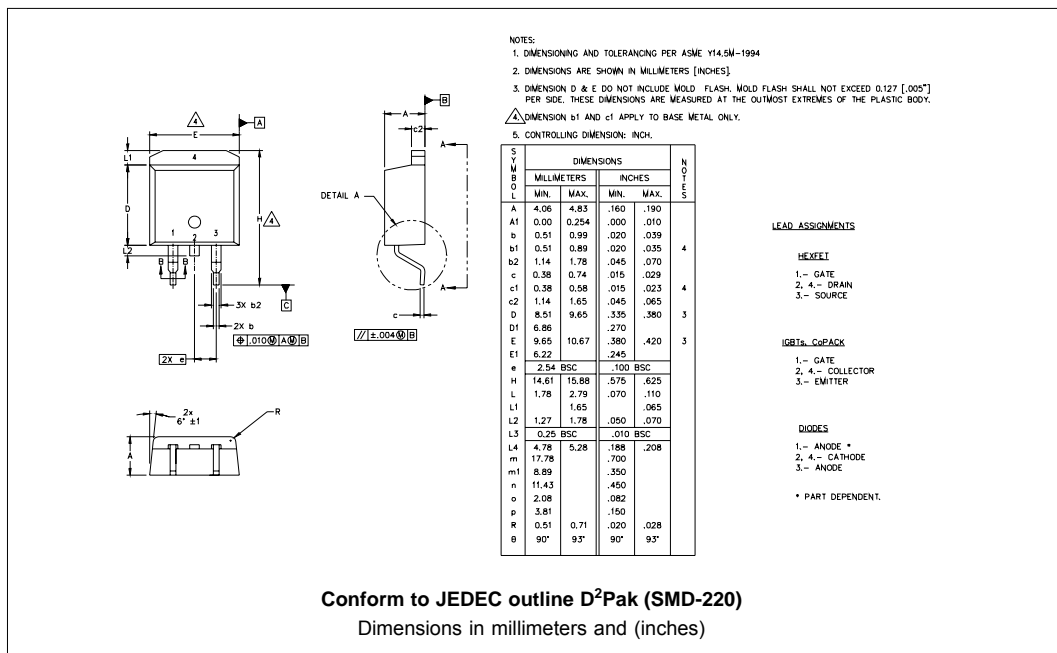 NOTES:
1. DIMENSIONING AND TOLERANCING PER ASME Y14.5M-1994
2. DIMENSIONS ARE SHOWN IN MILLIMETERS [INCHES].
3. DIMENSION D & E DO NOT INCLUDE MOLD FLASH. MOLD FLASH SHALL NOT EXCEED 0.127 [.005"]
PER SIDE. THESE DIMENSIONS ARE MEASURED AT THE OUTMOST EXTREMES OF THE PLASTIC BODY.
4. DIMENSION b1 AND c1 APPLY TO BASE METAL ONLY.
5. CONTROLLING DIMENSION: INCH.
4
E
A
L1
4
D
H
4
L2
1
2
3
B
B
3X b2
C
2X b
⌖ .010Ⓜ AⓂ B
2X e
A
B
c2
A
DETAIL A
A
c
// ±.004Ⓜ B
2x
6° ±1
R
A
SYMBOL DIMENSIONS NOTES
MILLIMETERS INCHES
MIN. MAX. MIN. MAX.
A 4.06 4.83 .160 .190
A1 0.00 0.254 .000 .010
b 0.51 0.99 .020 .039
b1 0.51 0.89 .020 .035 4
b2 1.14 1.78 .045 .070
c 0.38 0.74 .015 .029
c1 0.38 0.58 .015 .023 4
c2 1.14 1.65 .045 .065
D 8.51 9.65 .335 .380 3
D1 6.86 .270
E 9.65 10.67 .380 .420 3
E1 6.22 .245
e 2.54 BSC .100 BSC
H 14.61 15.88 .575 .625
L 1.78 2.79 .070 .110
L1 1.65 .065
L2 1.27 1.78 .050 .070
L3 0.25 BSC .010 BSC
L4 4.78 5.28 .188 .208
m 17.78 .700
m1 8.89 .350
n 11.43 .450
o 2.08 .082
p 3.81 .150
R 0.51 0.71 .020 .028
θ 90° 93° 90° 93°
LEAD ASSIGNMENTS
HEXFET
1.- GATE
2, 4.- DRAIN
3.- SOURCE
IGBTs, CoPACK
1.- GATE
2, 4.- COLLECTOR
3.- EMITTER
DIODES
1.- ANODE *
2, 4.- CATHODE
3.- ANODE
* PART DEPENDENT.
Conform to JEDEC outline D²Pak (SMD-220)
Dimensions in millimeters and (inches)